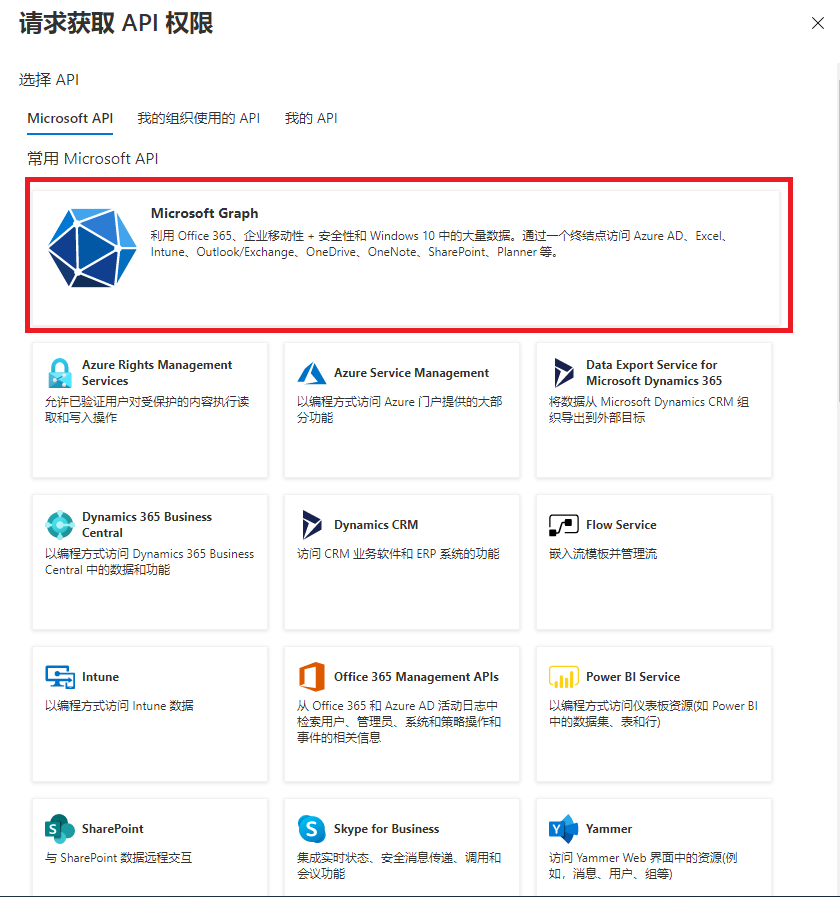 请求获取 API 权限
选择 API
Microsoft API 我的组织使用的 API 我的 API
常用 Microsoft API
Microsoft Graph
利用 Office 365、企业移动性 + 安全性和 Windows 10 中的大量数据。通过一个终结点访问 Azure AD、Excel、
Intune、Outlook/Exchange、OneDrive、OneNote、SharePoint、Planner 等。
Azure Rights Management
Services
允许已验证用户对受保护的内容执行读
取和写入操作
Azure Service Management
以编程方式访问 Azure 门户提供的大部
分功能
Data Export Service for
Microsoft Dynamics 365
将数据从 Microsoft Dynamics CRM 组
织导出到外部目标
Dynamics 365 Business
Central
以编程方式访问 Dynamics 365 Business
Central 中的数据和功能
Dynamics CRM
访问 CRM 业务软件和 ERP 系统的功能
Flow Service
嵌入流模板并管理流
Intune
以编程方式访问 Intune 数据
Office 365 Management APIs
从 Office 365 和 Azure AD 活动日志中
检索用户、管理员、系统和策略操作和
事件的相关信息
Power BI Service
以编程方式访问仪表板资源(如 Power BI
中的数据集、表和行)
SharePoint
与 SharePoint 数据远程交互
Skype for Business
集成实时状态、安全消息传递、调用和
会议功能
Yammer
访问 Yammer Web 界面中的资源(例
如，消息、用户、组等)